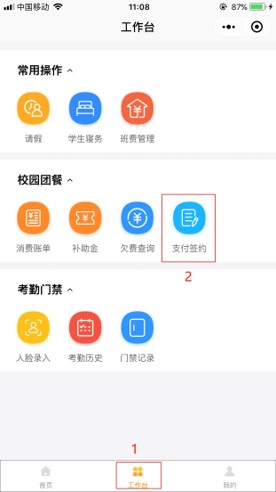 中国移动 11:08 87%
工作台
常用操作
请假 学生寝务 班费管理
校园团餐
消费账单 补助金 欠费查询 支付签约
2
考勤门禁
人脸录入 考勤历史 门禁记录
1
首页 工作台 我的